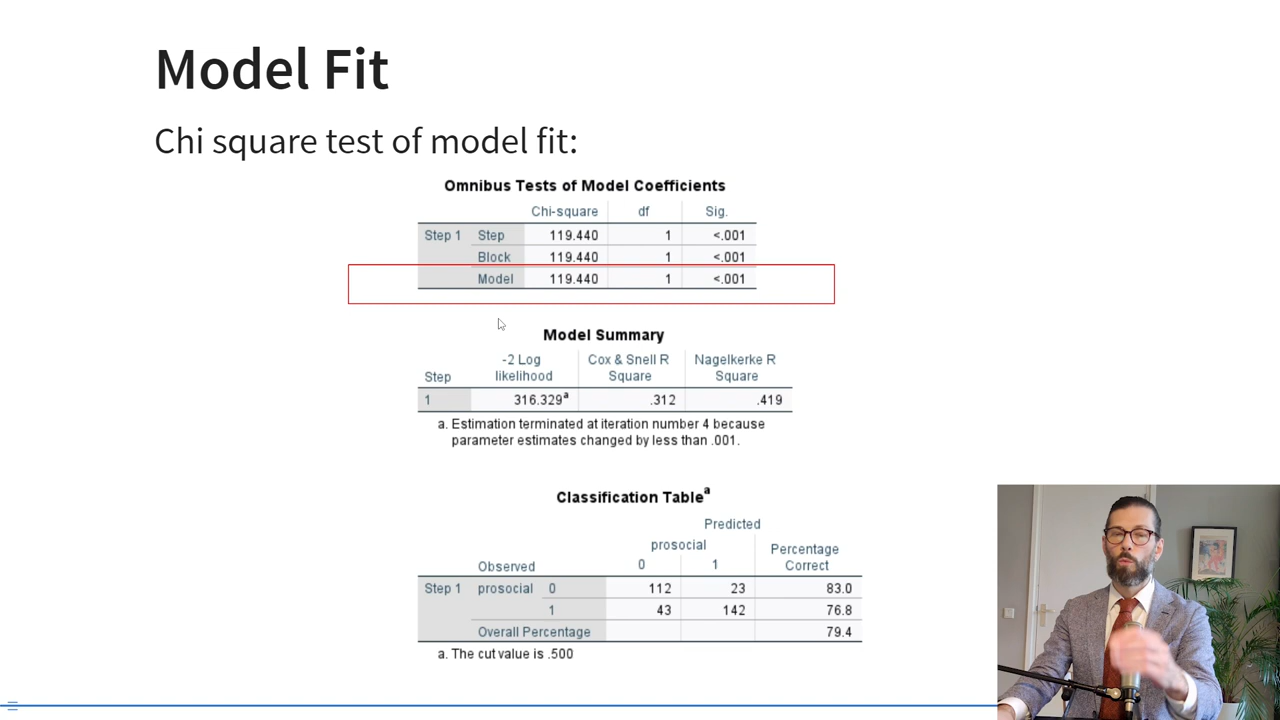 Model Fit
Chi square test of model fit:
Omnibus Tests of Model Coefficients
Chi-square df Sig.
Step 1 Step 119.440 1 <.001
Block 119.440 1 <.001
Model 119.440 1 <.001
Model Summary
Step -2 Log likelihood Cox & Snell R Square Nagelkerke R Square
1 316.329a .312 .419
a. Estimation terminated at iteration number 4 because
parameter estimates changed by less than .001.
Classification Tablea
Predicted
prosocial Percentage Correct
Observed 0 1
Step 1 prosocial 0 112 23 83.0
1 43 142 76.8
Overall Percentage 79.4
a. The cut value is .500